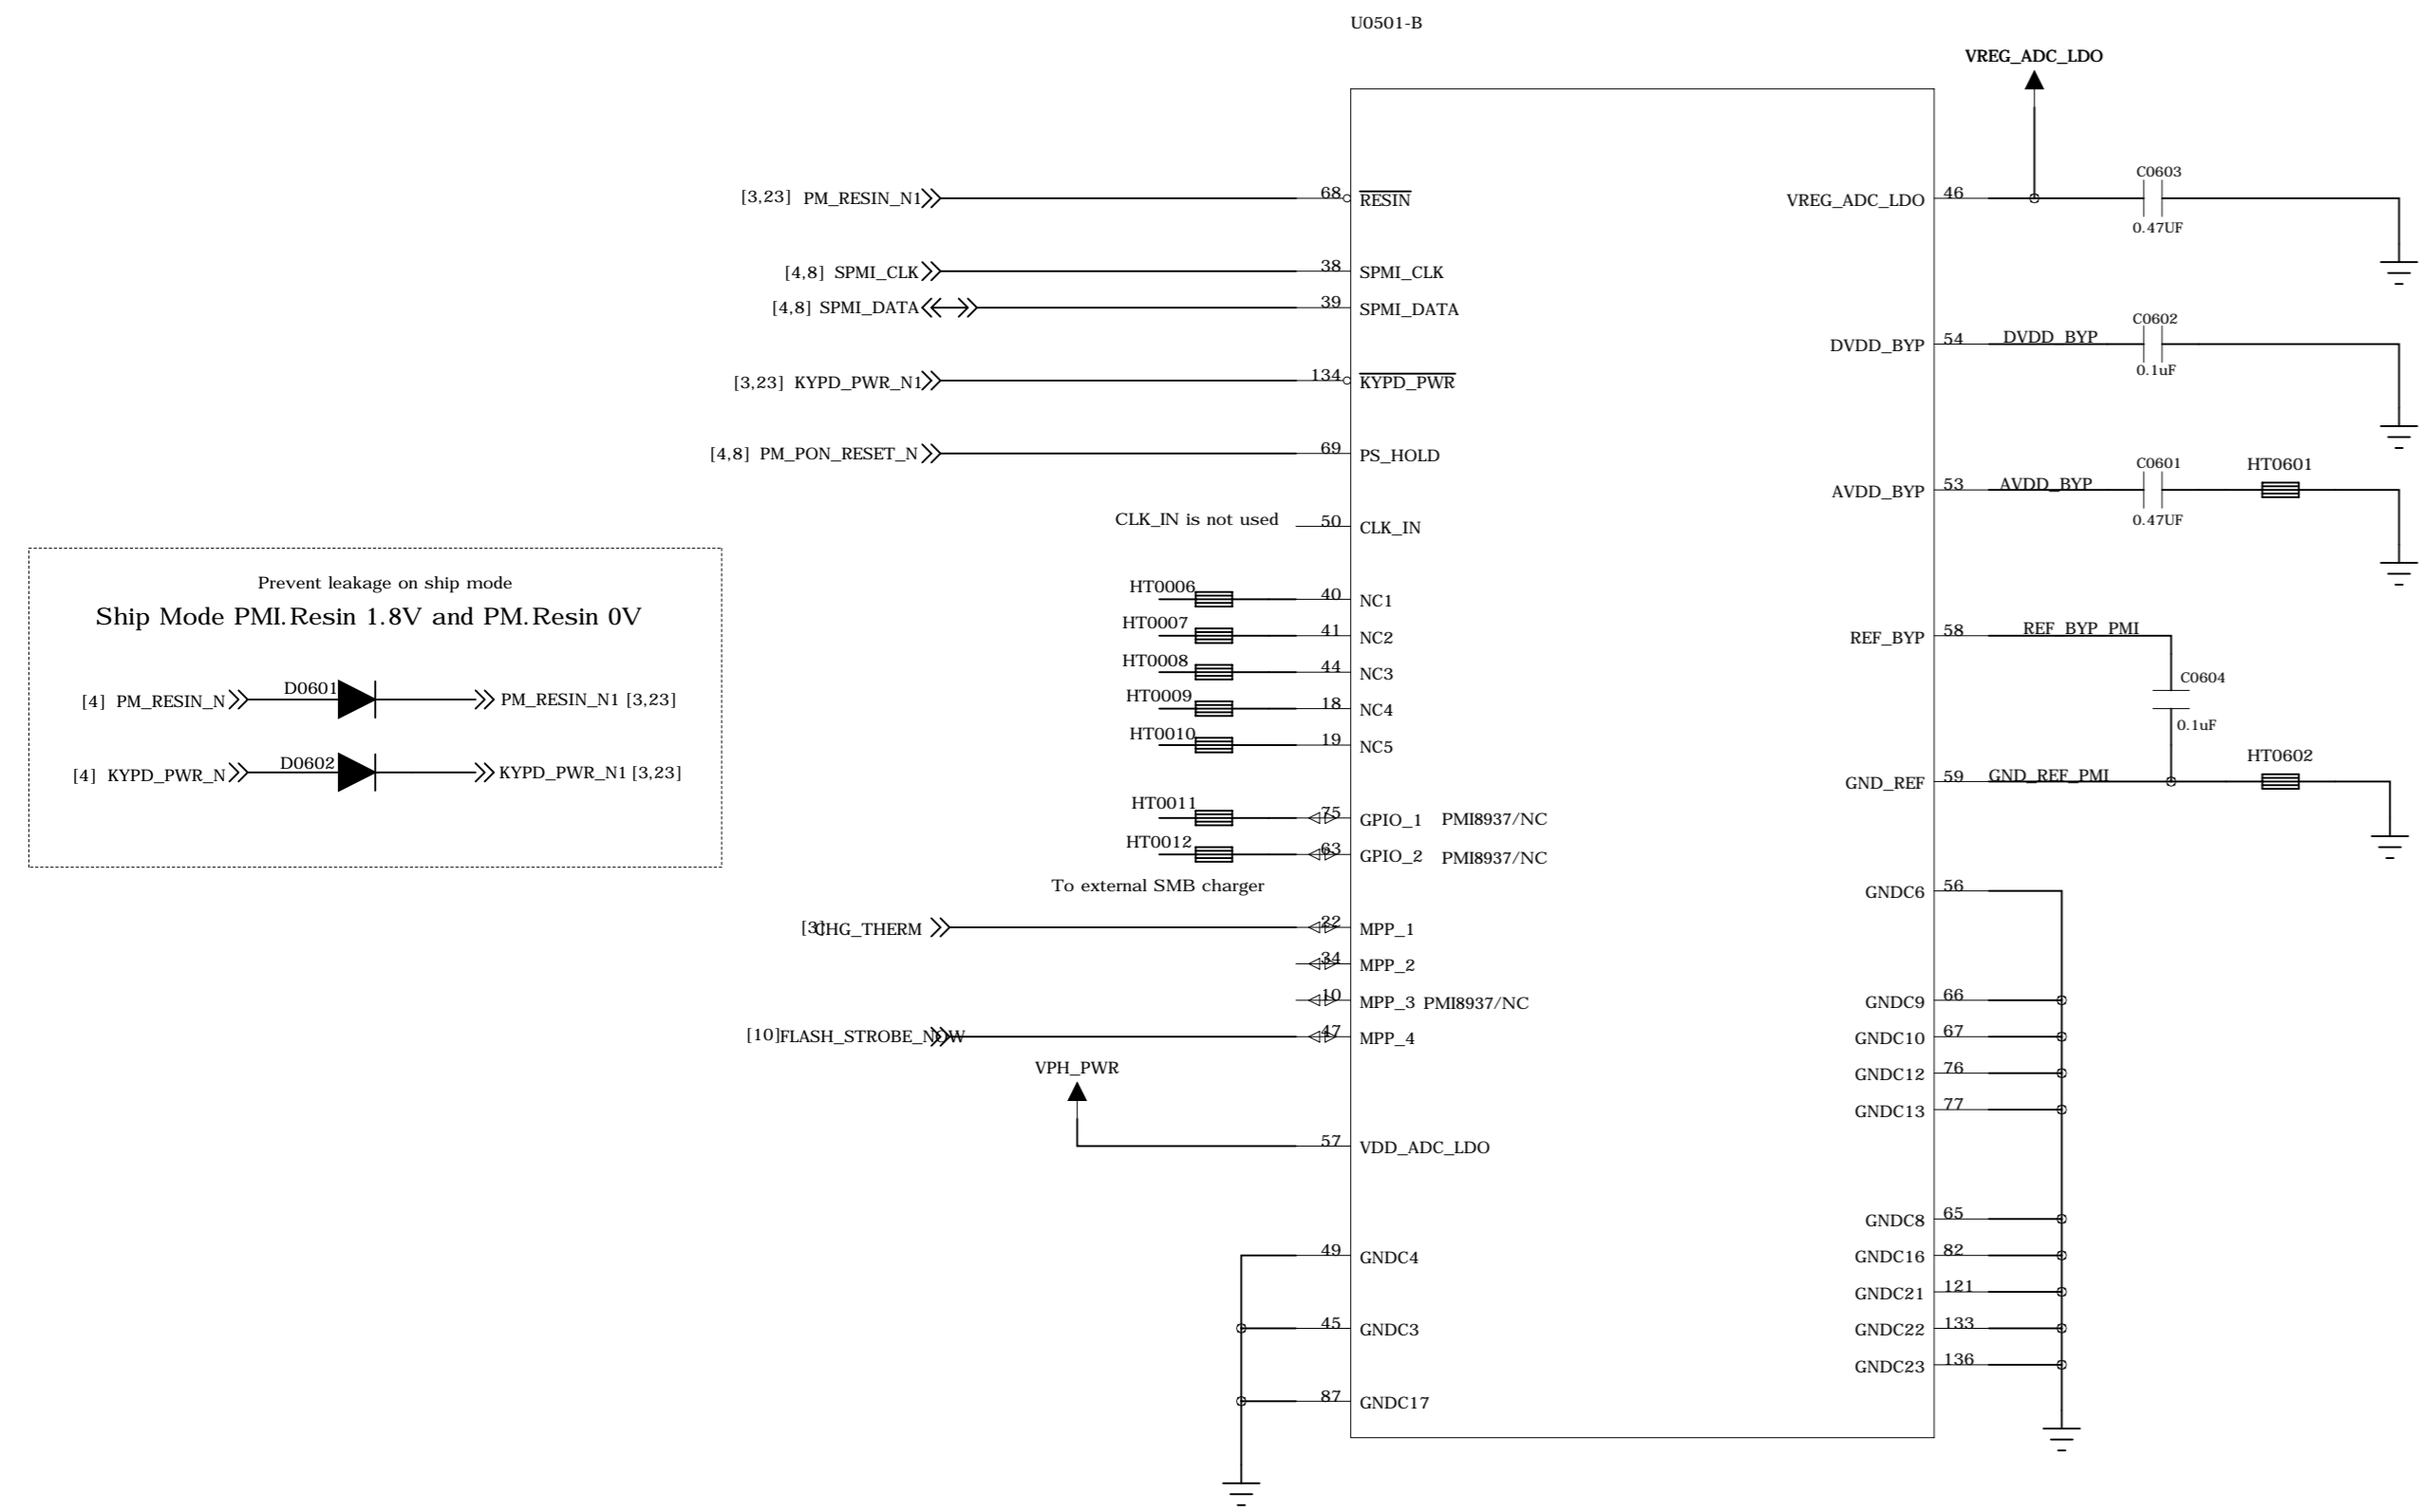 U0501-B
VREG_ADC_LDO
C0603
[3,23] PM_RESIN_N1 68 RESIN VREG_ADC_LDO 46
0.47UF
[4,8] SPMI_CLK 38 SPMI_CLK
[4,8] SPMI_DATA 39 SPMI_DATA
C0602
DVDD_BYP 54 DVDD_BYP
0.1uF
[3,23] KYPD_PWR_N1 134 KYPD_PWR
[4,8] PM_PON_RESET_N 69 PS_HOLD
C0601 HT0601
AVDD_BYP 53 AVDD_BYP
0.47UF
CLK_IN is not used 50 CLK_IN
Prevent leakage on ship mode
Ship Mode PMI.Resin 1.8V and PM.Resin 0V
[4] PM_RESIN_N D0601 PM_RESIN_N1 [3,23]
[4] KYPD_PWR_N D0602 KYPD_PWR_N1 [3,23]
HT0006 40 NC1
HT0007 41 NC2
HT0008 44 NC3
HT0009 18 NC4
HT0010 19 NC5
REF_BYP 58 REF_BYP_PMI
C0604
0.1uF
HT0602
GND_REF 59 GND_REF_PMI
HT0011 75 GPIO_1 PMI8937/NC
HT0012 63 GPIO_2 PMI8937/NC
To external SMB charger
[3]CHG_THERM 22 MPP_1
34 MPP_2
10 MPP_3 PMI8937/NC
[10]FLASH_STROBE_NOW 47 MPP_4
VPH_PWR
57 VDD_ADC_LDO
49 GNDC4
45 GNDC3
87 GNDC17
GNDC6 56
GNDC9 66
GNDC10 67
GNDC12 76
GNDC13 77
GNDC8 65
GNDC16 82
GNDC21 121
GNDC22 133
GNDC23 136